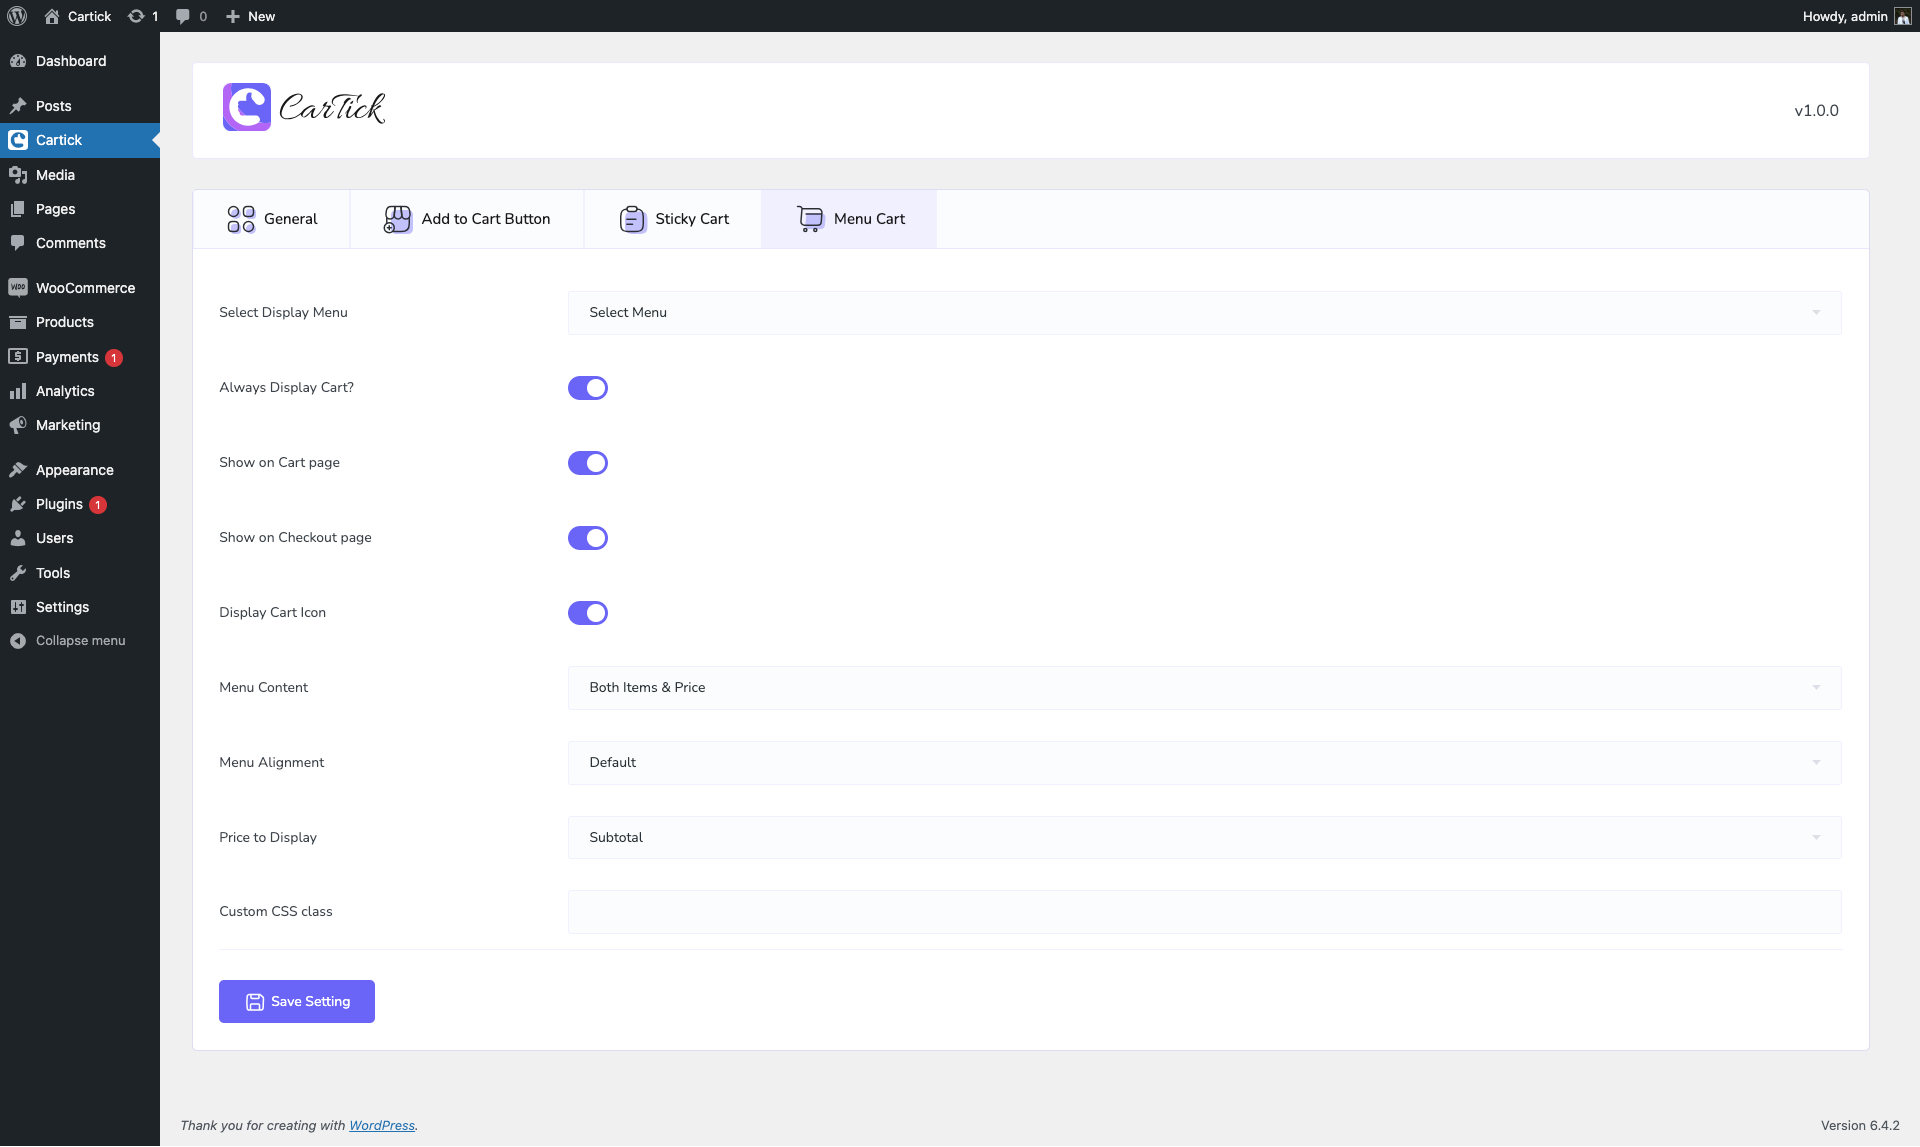 Cartick 1 0 New Howdy, admin
Dashboard
Posts
Cartick
Media
Pages
Comments
WooCommerce
Products
Payments 1
Analytics
Marketing
Appearance
Plugins 1
Users
Tools
Settings
Collapse menu
CarTick
v1.0.0
General Add to Cart Button Sticky Cart Menu Cart
Select Display Menu Select Menu
Always Display Cart?
Show on Cart page
Show on Checkout page
Display Cart Icon
Menu Content Both Items & Price
Menu Alignment Default
Price to Display Subtotal
Custom CSS class
Save Setting
Thank you for creating with WordPress. Version 6.4.2